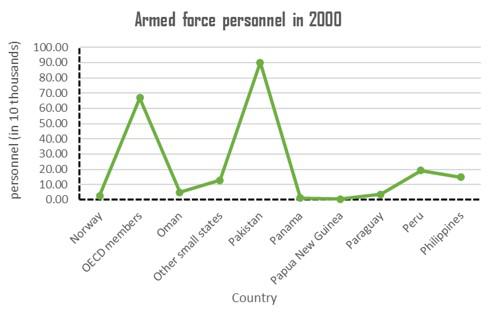 Armed force personnel in 2000
personnel (in 10 thousands)
100.00
90.00
80.00
70.00
60.00
50.00
40.00
30.00
20.00
10.00
0.00
Norway
OECD members
Oman
Other small states
Pakistan
Panama
Papua New Guinea
Paraguay
Peru
Philippines
Country